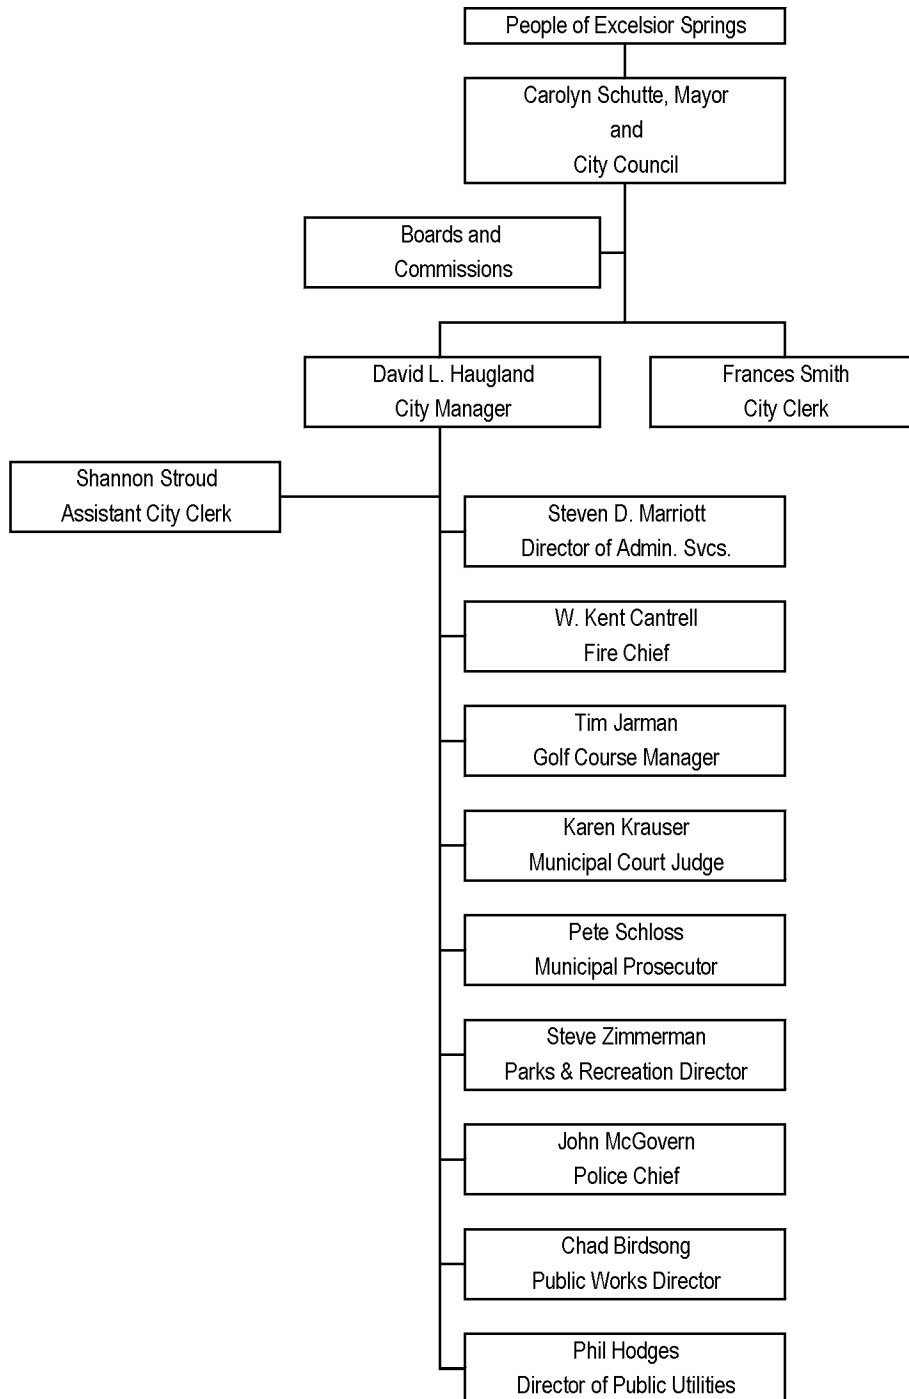 People of Excelsior Springs
Carolyn Schutte, Mayor
and
City Council
Boards and
Commissions
David L. Haugland
City Manager
Frances Smith
City Clerk
Shannon Stroud
Assistant City Clerk
Steven D. Marriott
Director of Admin. Svcs.
W. Kent Cantrell
Fire Chief
Tim Jarman
Golf Course Manager
Karen Krauser
Municipal Court Judge
Pete Schloss
Municipal Prosecutor
Steve Zimmerman
Parks & Recreation Director
John McGovern
Police Chief
Chad Birdsong
Public Works Director
Phil Hodges
Director of Public Utilities